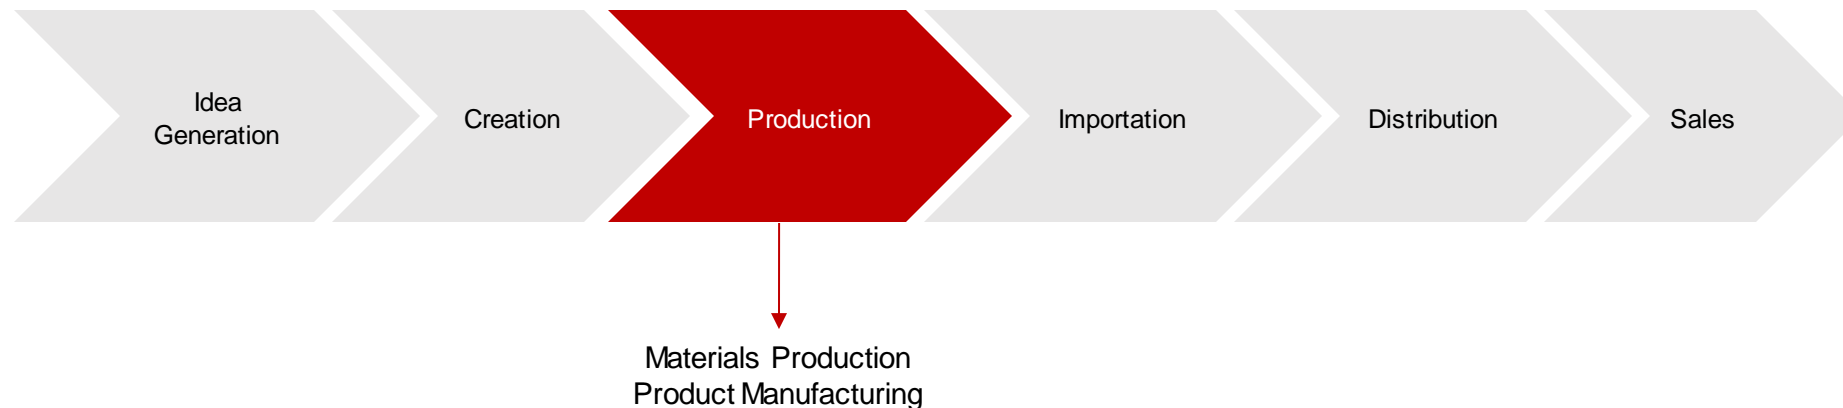 Idea
Generation
Creation
Production
Importation
Distribution
Sales
Materials Production
Product Manufacturing